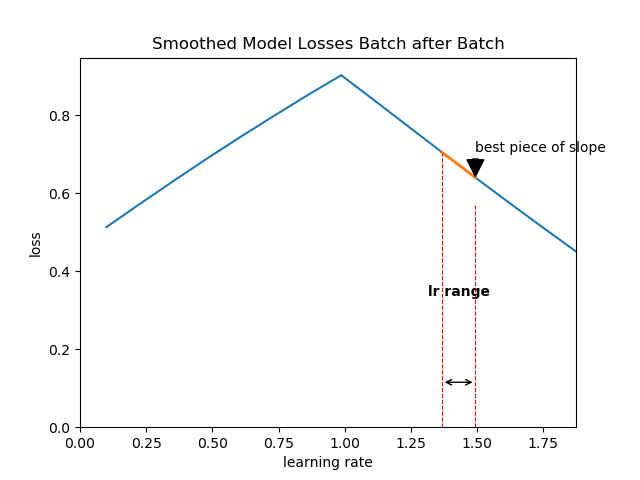 Smoothed Model Losses Batch after Batch
loss
0.8
0.6
0.4
0.2
0.0
best piece of slope
lr range
0.00 0.25 0.50 0.75 1.00 1.25 1.50 1.75
learning rate